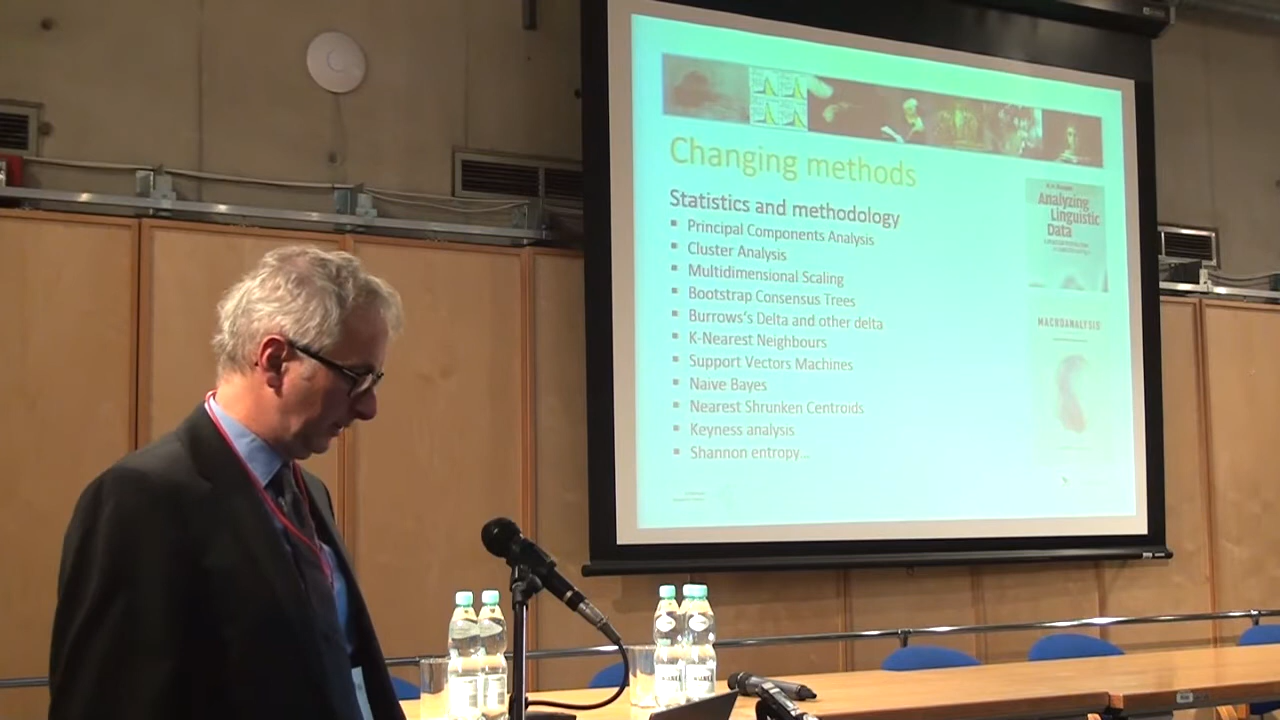 Changing methods
Statistics and methodology
Principal Components Analysis
Cluster Analysis
Multidimensional Scaling
Bootstrap Consensus Trees
Burrows's Delta and other delta
K-Nearest Neighbours
Support Vectors Machines
Naive Bayes
Nearest Shrunken Centroids
Keyness analysis
Shannon entropy...
Analyzing
Linguistic
Data
MACROANALYSIS